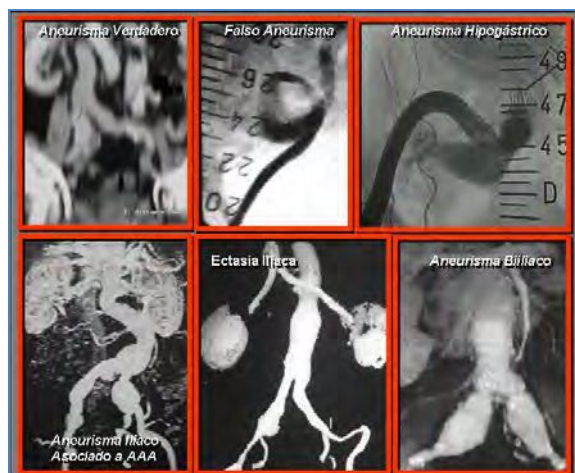 Aneurisma Verdadero
Falso Aneurisma
26
24
22
20
Aneurisma Hipogástrico
49
47
45
D
Aneurisma Ilíaco
Asociado a AAA
Ectasia Ilíaca
Aneurisma Biilíaco